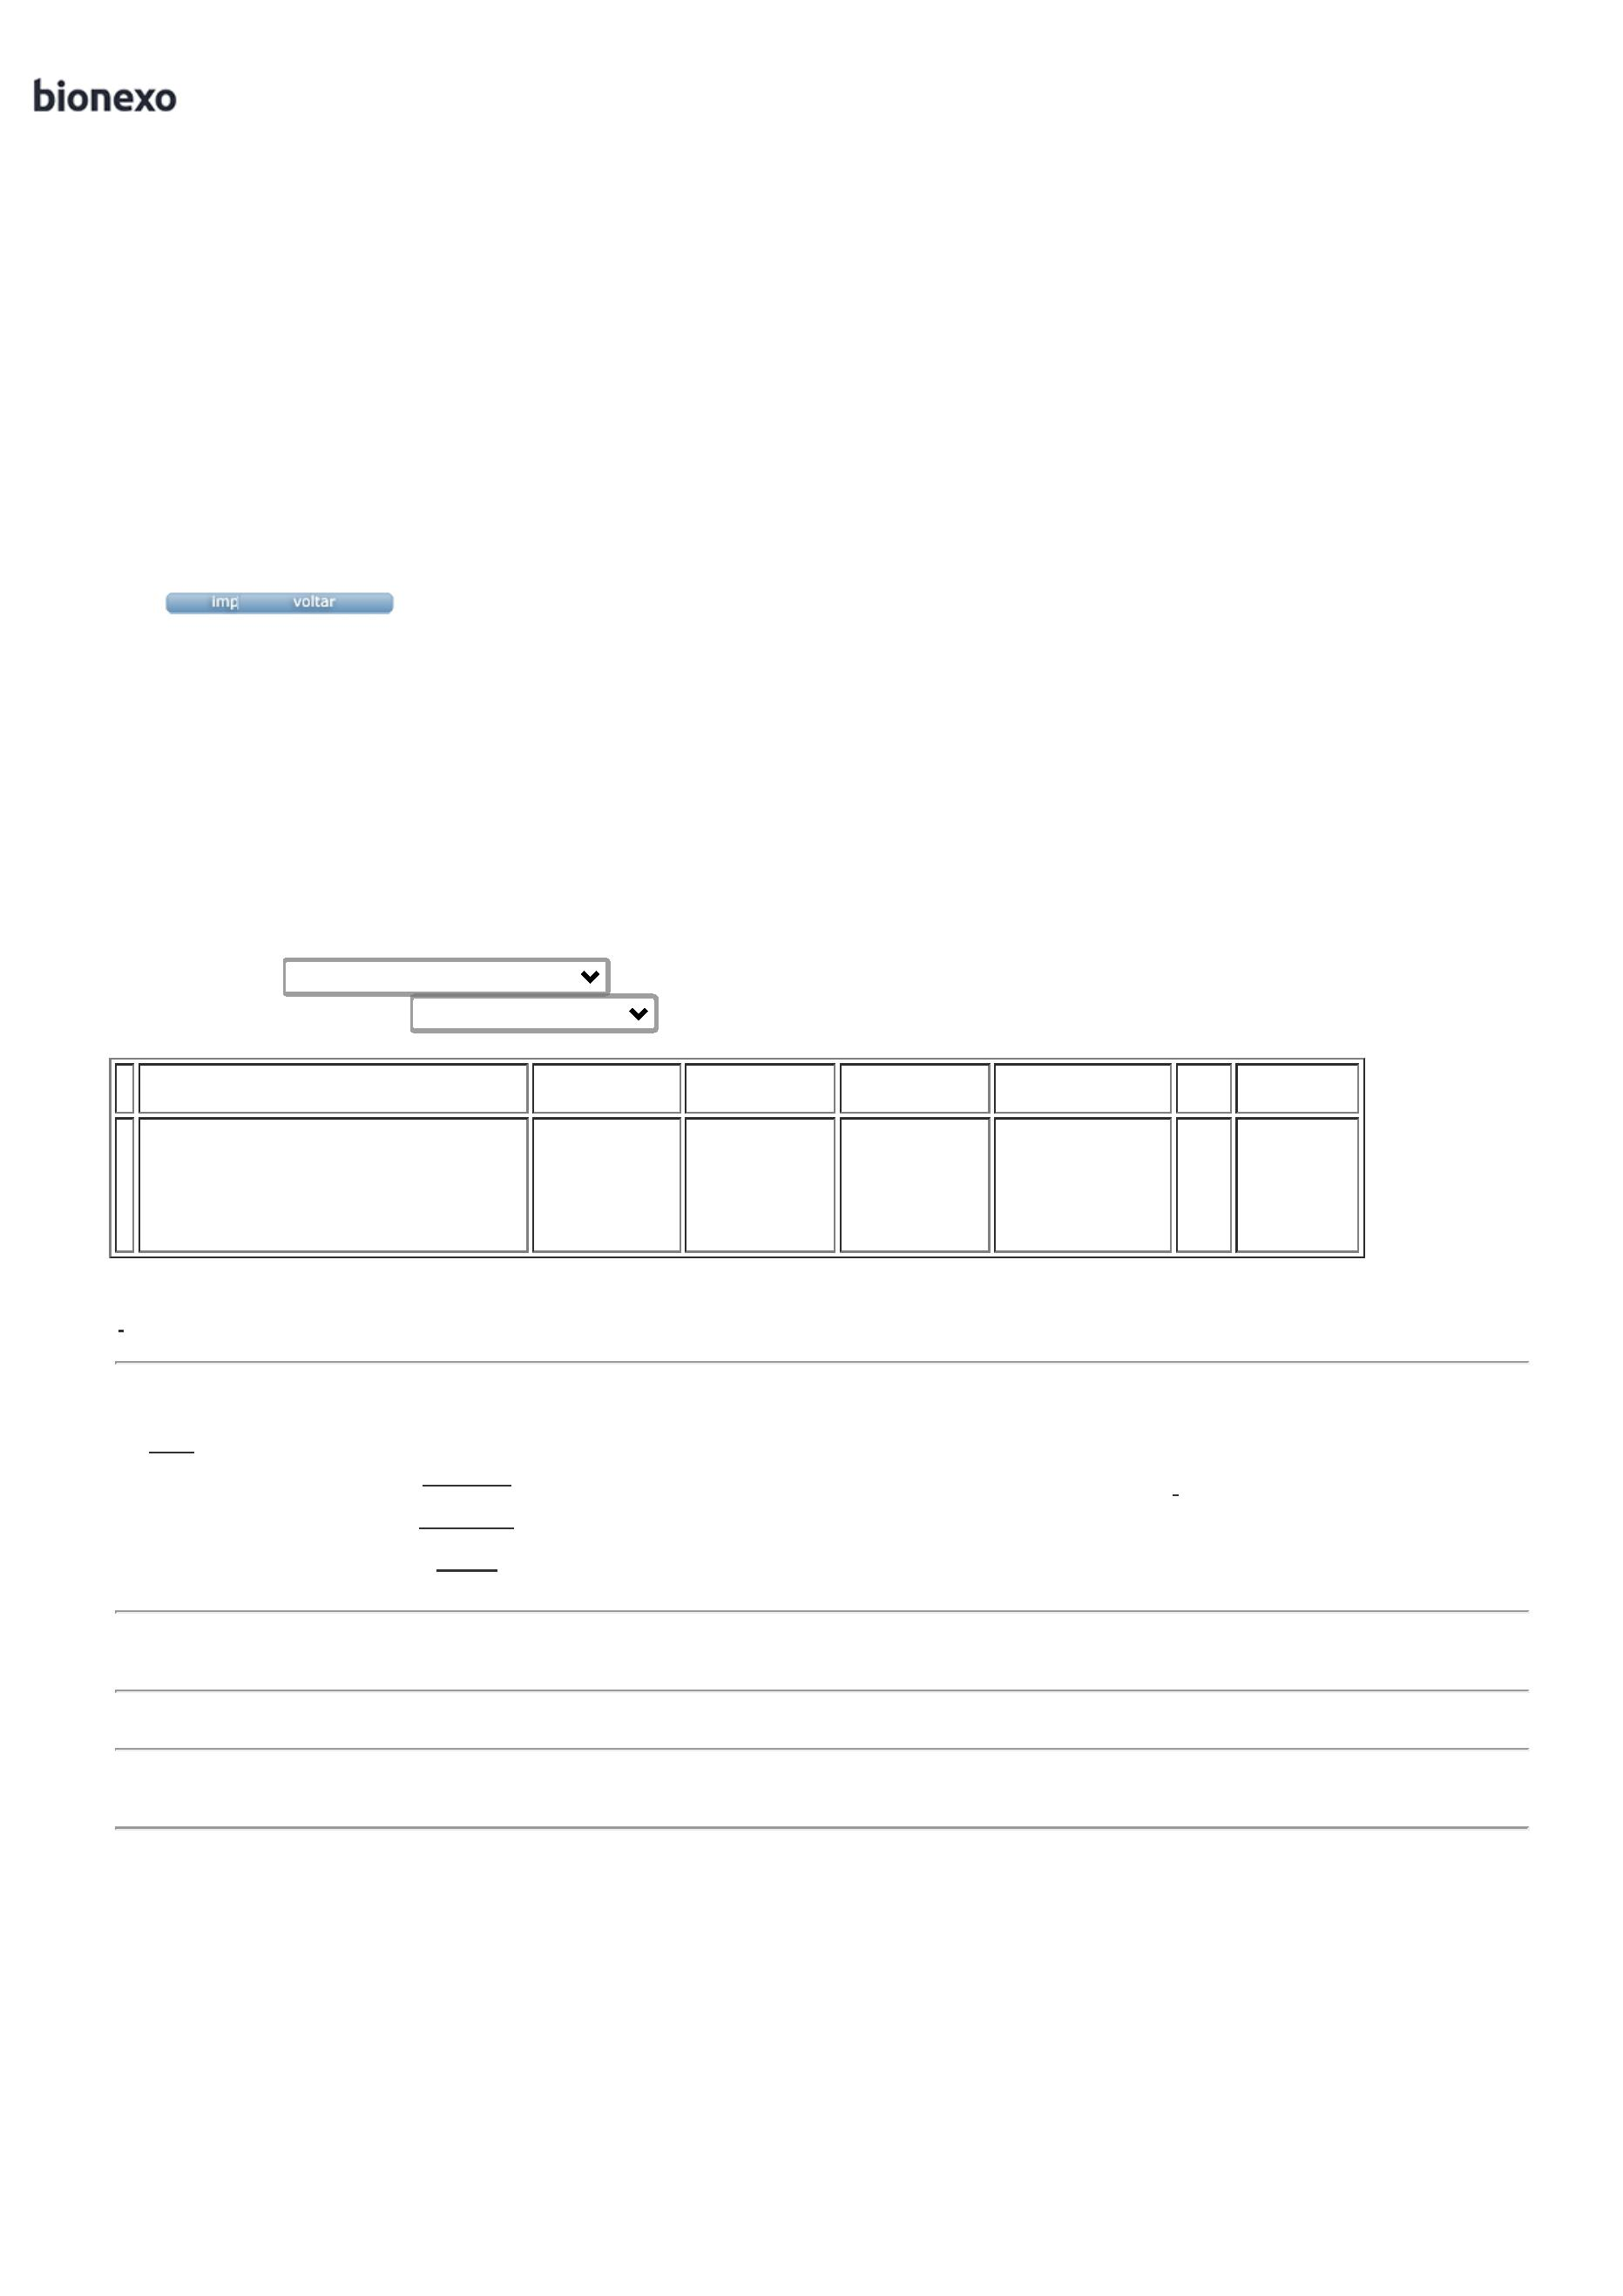 bionexo
imp voltar
-
-